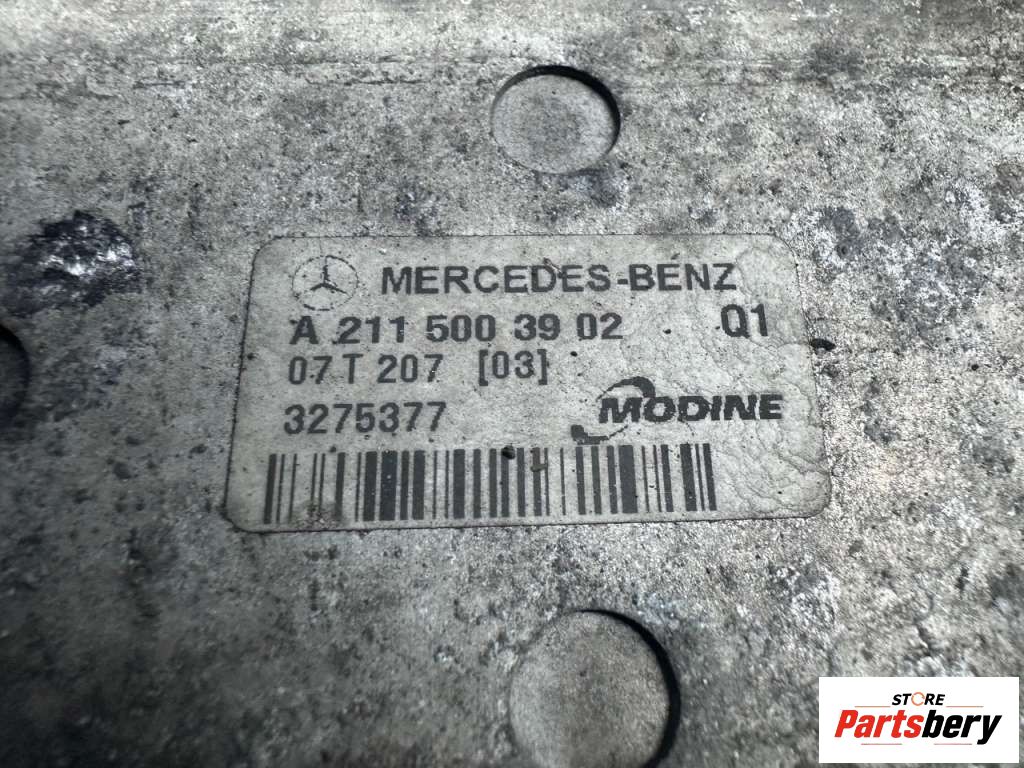 MERCEDES-BENZ
A 211 500 39 02 Q1
07 T 207 [03]
3275377
MODINE
STORE
Partsbery